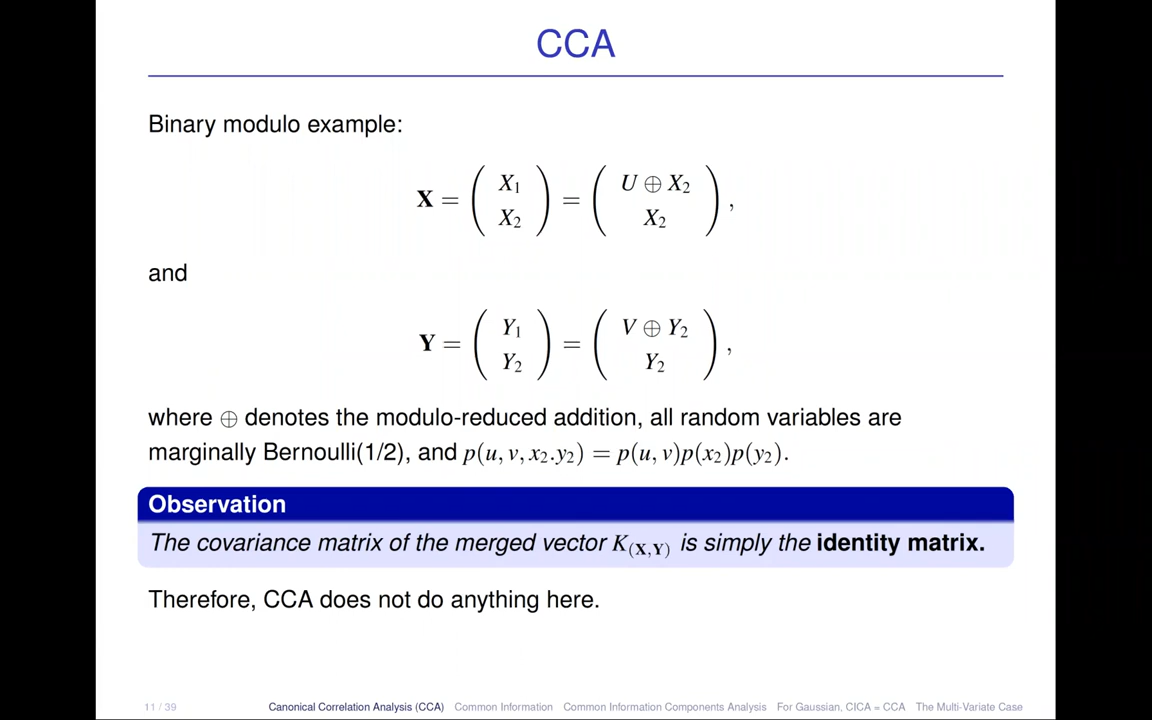 CCA
Binary modulo example:
X = ( X₁ X₂ ) = ( U ⊕ X₂ X₂ ) ,
and
Y = ( Y₁ Y₂ ) = ( V ⊕ Y₂ Y₂ ) ,
where ⊕ denotes the modulo-reduced addition, all random variables are
marginally Bernoulli(1/2), and p(u, v, x₂.y₂) = p(u, v)p(x₂)p(y₂).
Observation
The covariance matrix of the merged vector K₍X,Y₎ is simply the identity matrix.
Therefore, CCA does not do anything here.
11 / 39 Canonical Correlation Analysis (CCA) Common Information Common Information Components Analysis For Gaussian, CICA = CCA The Multi-Variate Case